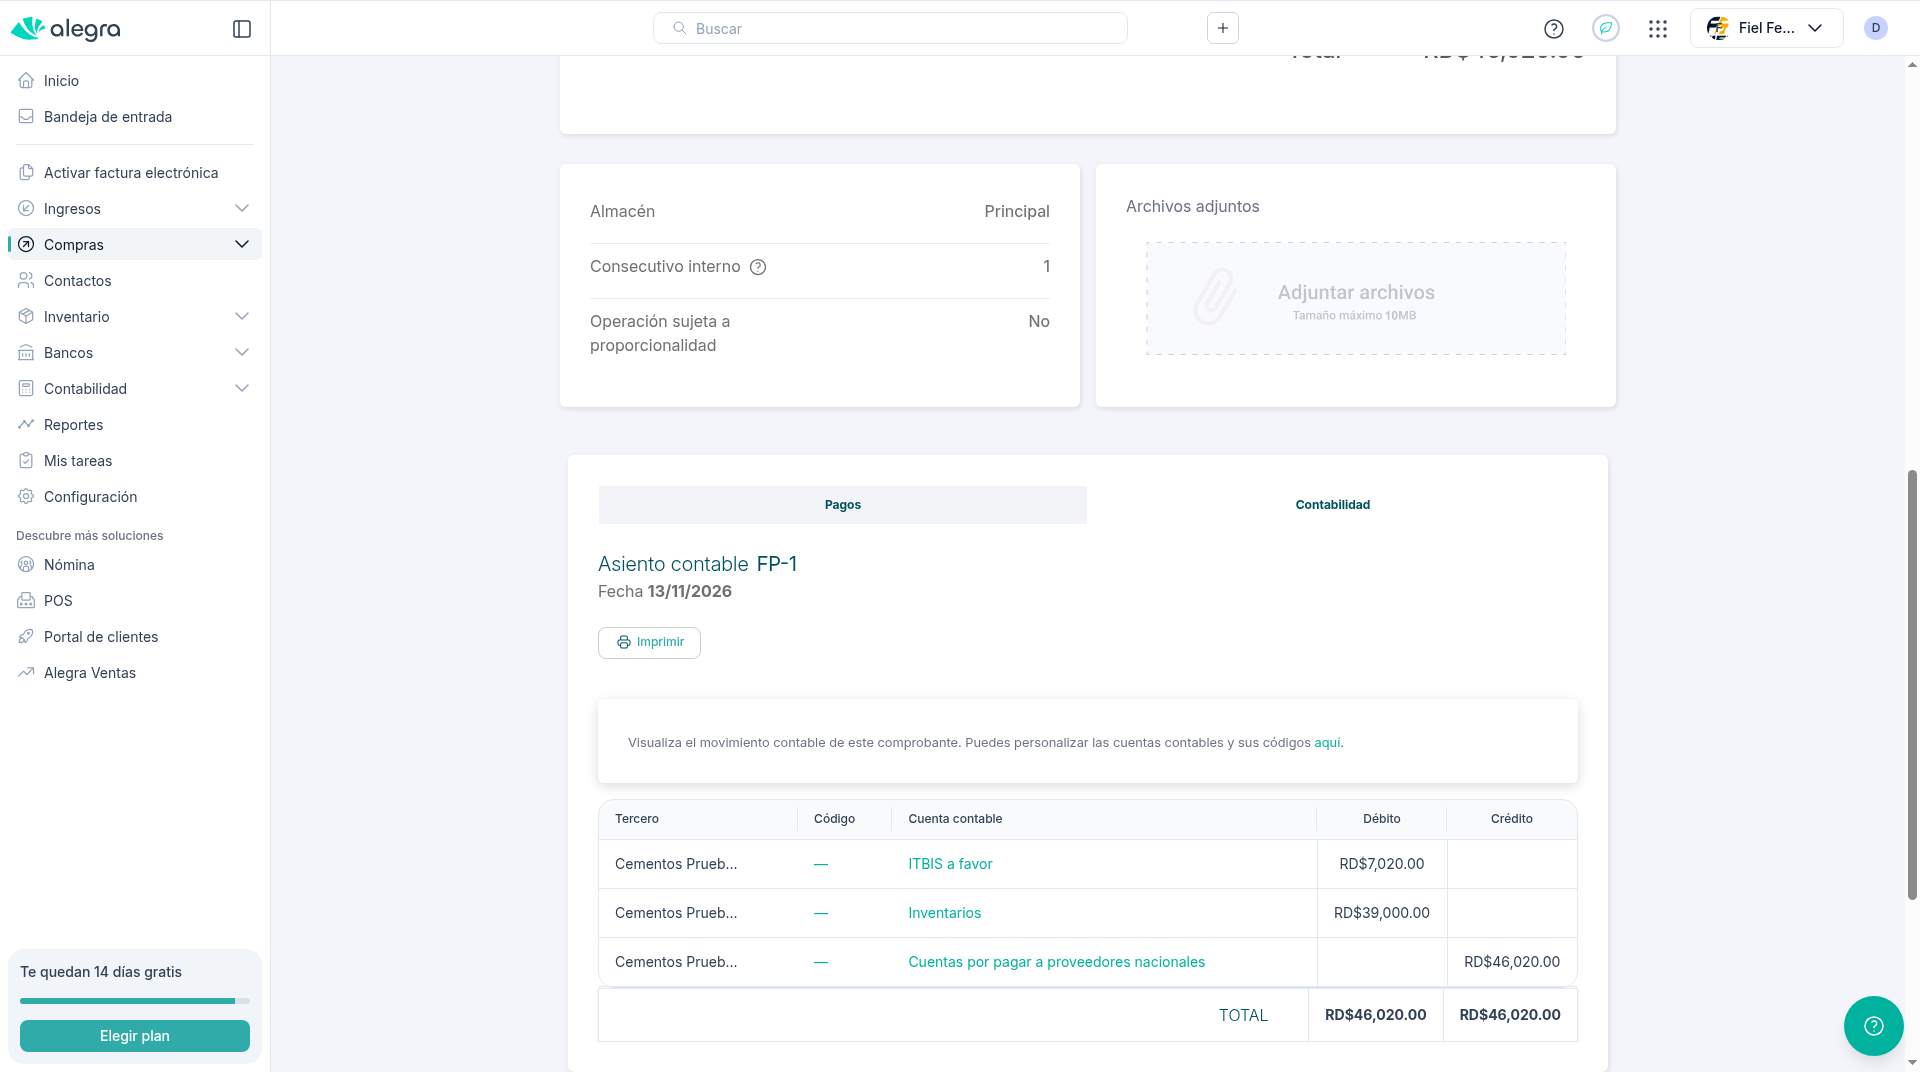 alegra
Buscar
Fiel Fe...
D
Inicio
Bandeja de entrada
Activar factura electrónica
Ingresos
Compras
Contactos
Inventario
Bancos
Contabilidad
Reportes
Mis tareas
Configuración
Descubre más soluciones
Nómina
POS
Portal de clientes
Alegra Ventas
Te quedan 14 días gratis
Elegir plan
Almacén Principal
Consecutivo interno 1
Operación sujeta a No
proporcionalidad
Archivos adjuntos
Adjuntar archivos
Tamaño máximo 10MB
Pagos Contabilidad
Asiento contable FP-1
Fecha 13/11/2026
Imprimir
Visualiza el movimiento contable de este comprobante. Puedes personalizar las cuentas contables y sus códigos aquí.
Tercero Código Cuenta contable Débito Crédito
Cementos Prueb... — ITBIS a favor RD$7,020.00
Cementos Prueb... — Inventarios RD$39,000.00
Cementos Prueb... — Cuentas por pagar a proveedores nacionales RD$46,020.00
TOTAL RD$46,020.00 RD$46,020.00